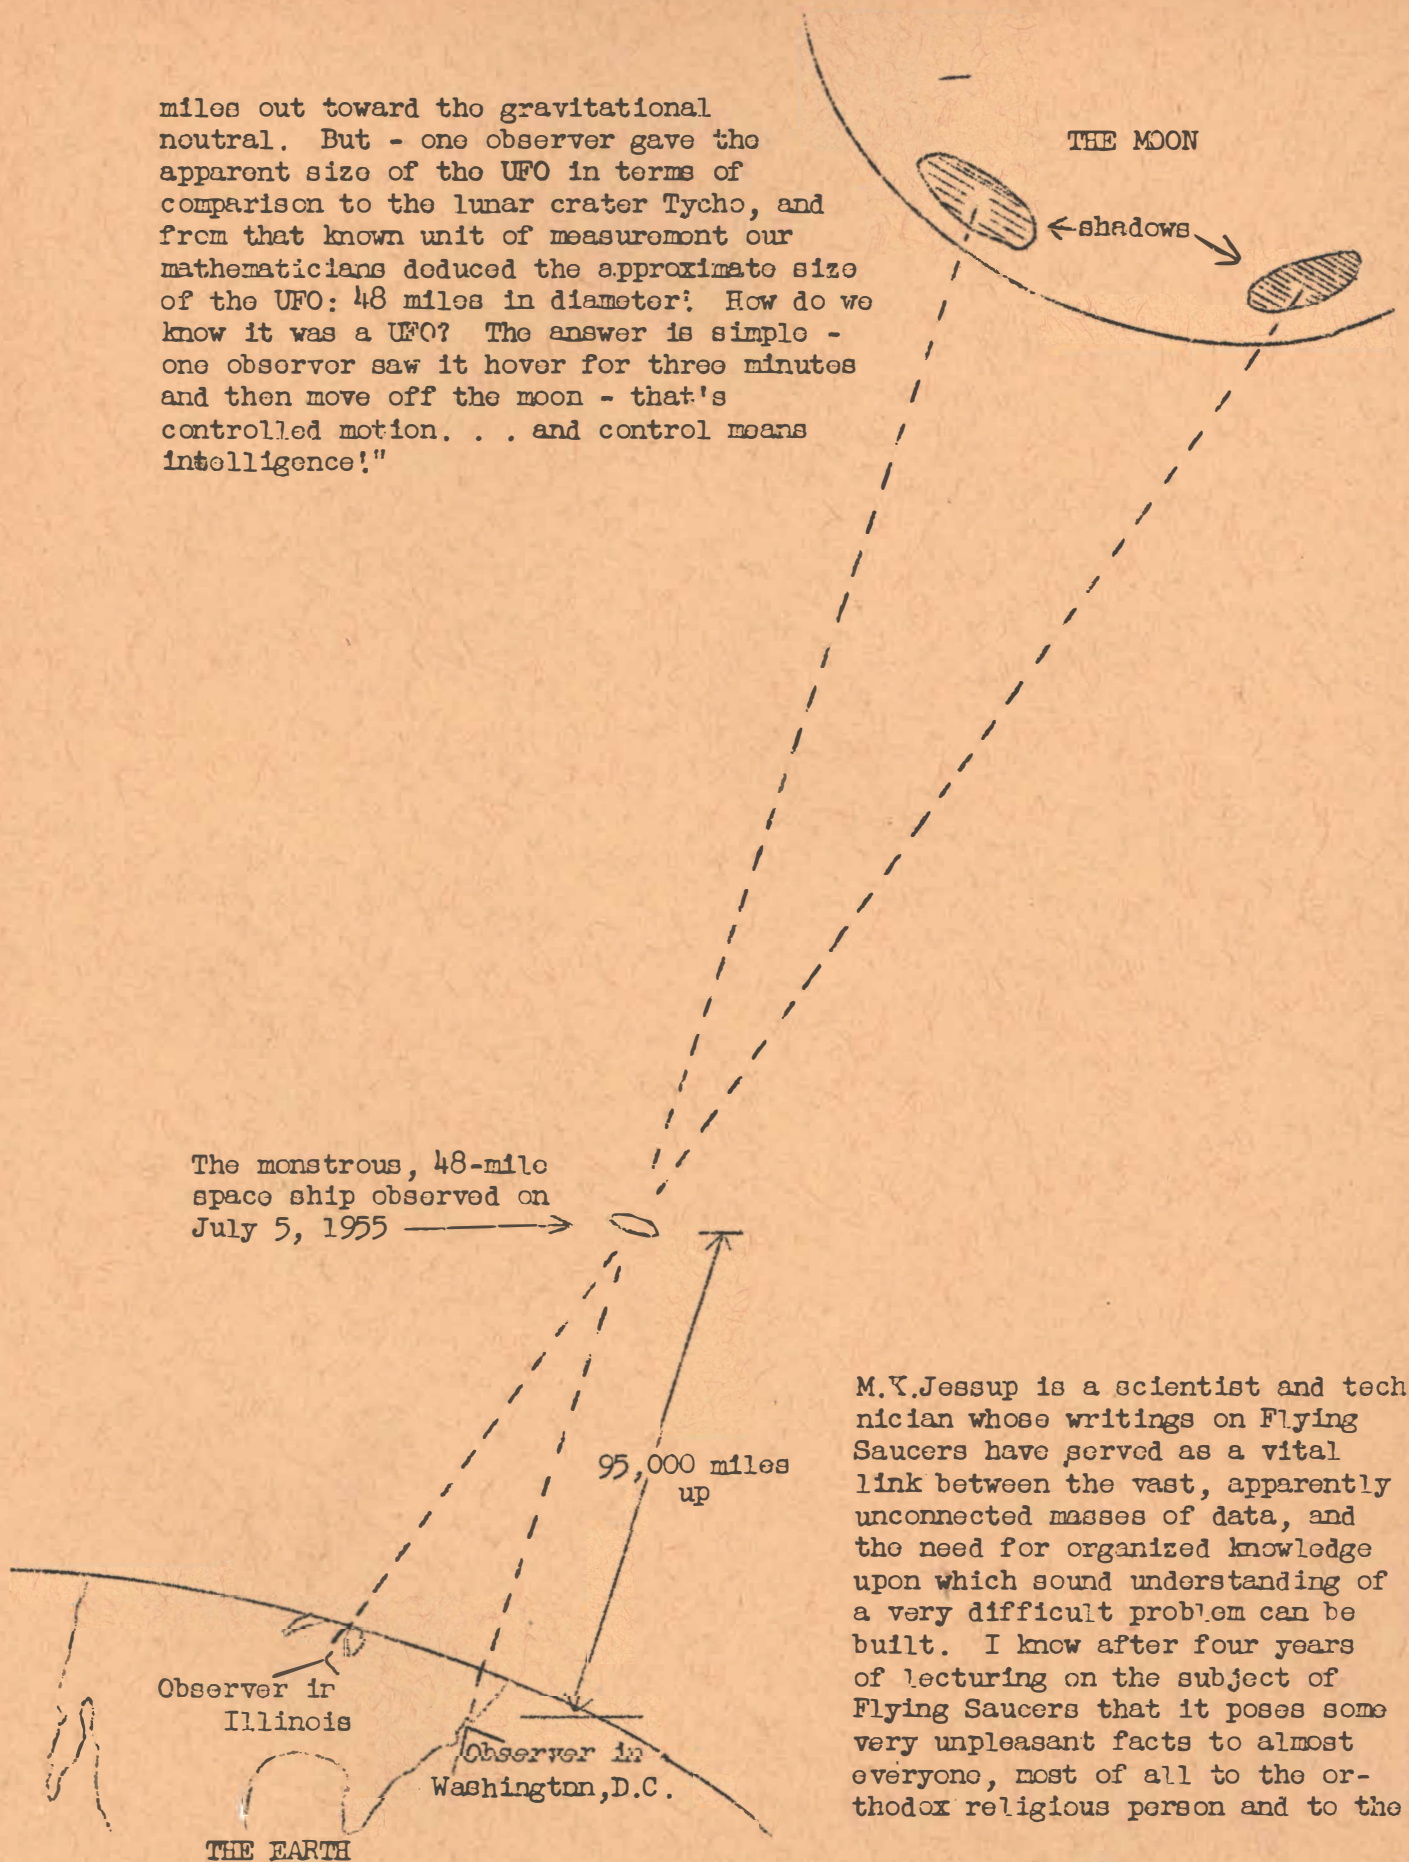 miles out toward the gravitational
neutral. But - one observer gave the
apparent size of the UFO in terms of
comparison to the lunar crater Tycho, and
from that known unit of measurement our
mathematicians deduced the approximate size
of the UFO: 48 miles in diameter! How do we
know it was a UFO? The answer is simple -
one observor saw it hover for three minutes
and then move off the moon - that's
controlled motion. . . and control means
intelligence!"
THE MOON
shadows
The monstrous, 48-mile
space ship observed on
July 5, 1955
95,000 miles
up
Observer in
Illinois
Observer in
Washington,D.C.
THE EARTH
M.K.Jessup is a scientist and tech
nician whose writings on Flying
Saucers have served as a vital
link between the vast, apparently
unconnected masses of data, and
the need for organized knowledge
upon which sound understanding of
a very difficult problem can be
built. I know after four years
of lecturing on the subject of
Flying Saucers that it poses some
very unpleasant facts to almost
everyone, most of all to the or-
thodox religious person and to the